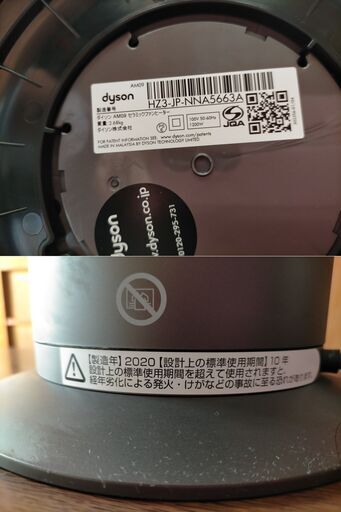 AM09
dyson
製造番号
HZ3-JP-NNA5663A
ダイソン AM09 セラミックファンヒーター
質量:2.68kg
ダイソン株式会社
100V 50-60Hz
1200W
JQA
FOR PATENT INFORMATION SEE: www.dyson.com/patents
MADE IN MALAYSIA BY DYSON TECHNOLOGY LIMITED
dyson
www.dyson.co.jp
0120-295-731
【製造年】2020【設計上の標準使用期間】10年
設計上の標準使用期間を超えて使用されますと、
経年劣化による発火・けがなどの事故に至る恐れがあります。